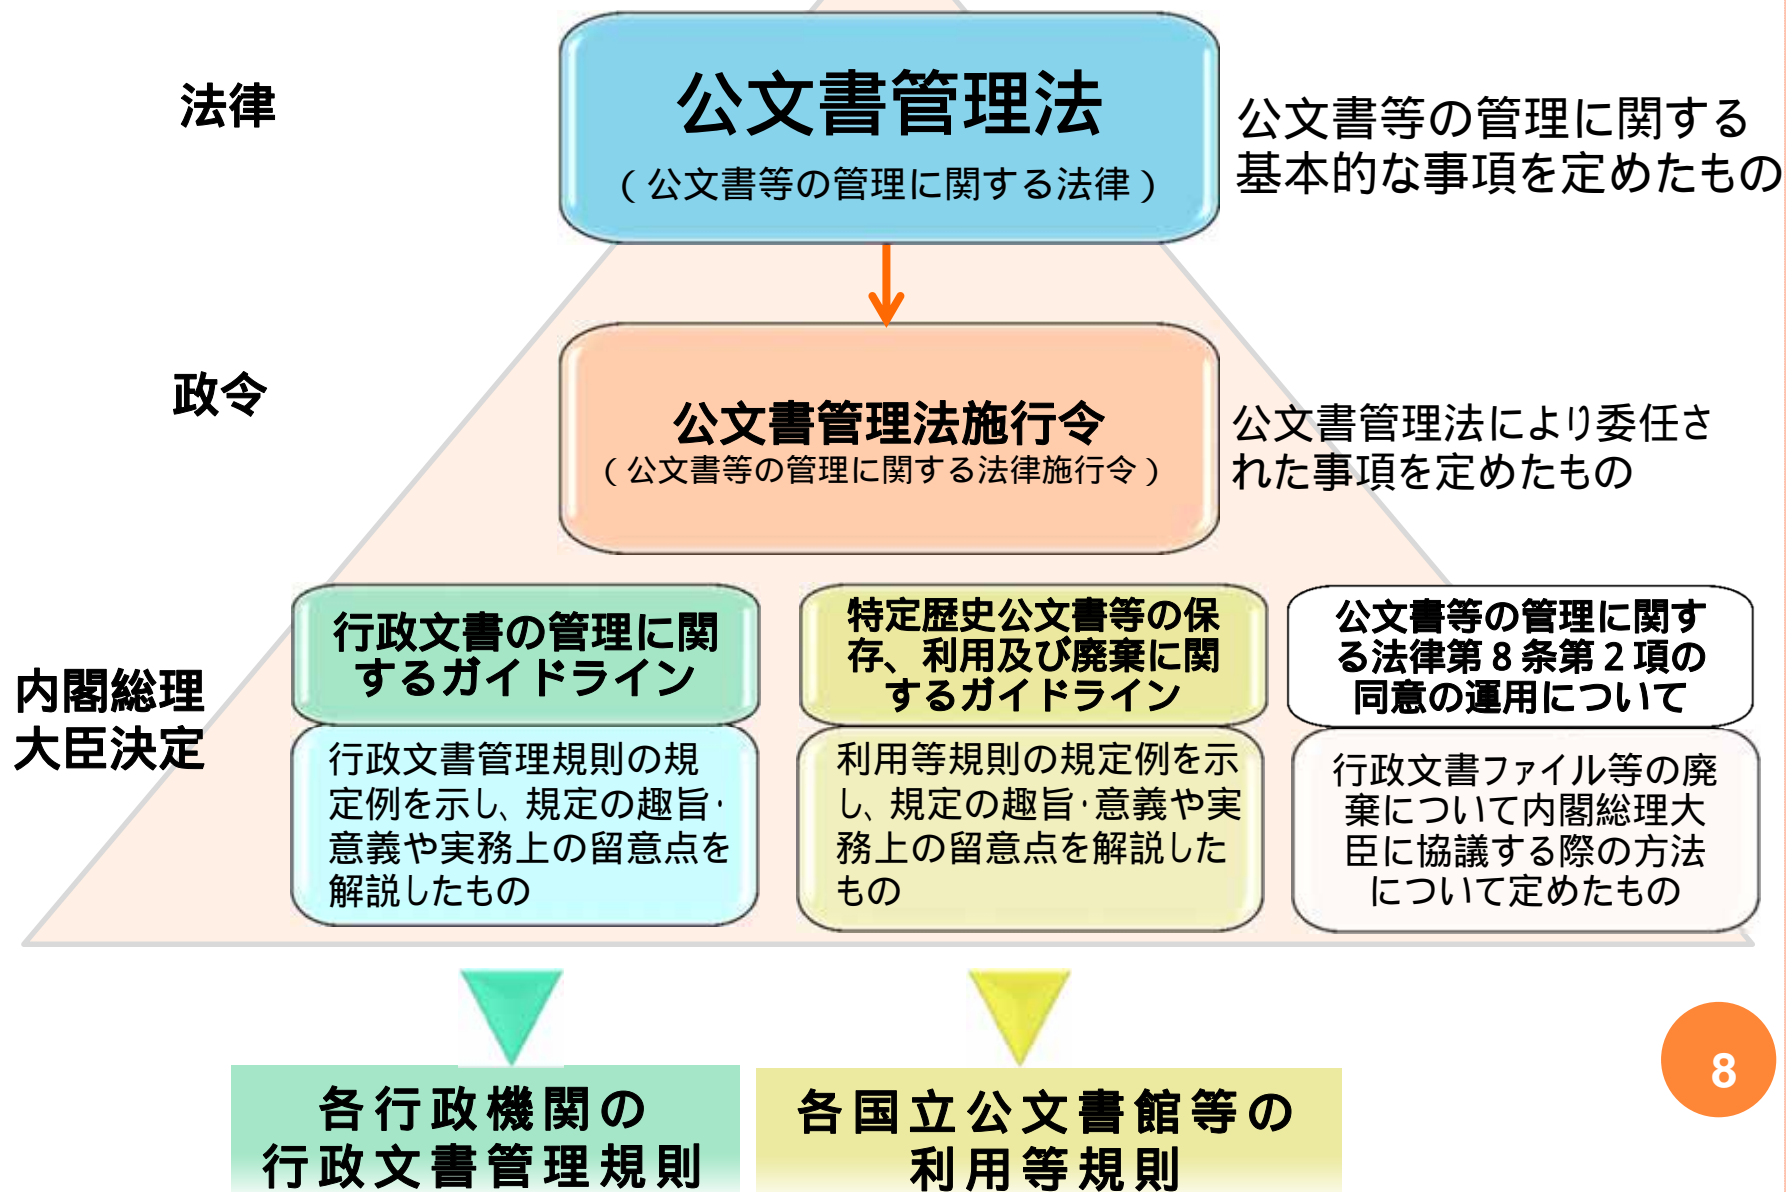 法律
公文書管理法
（公文書等の管理に関する法律）
公文書等の管理に関する
基本的な事項を定めたもの
政令
公文書管理法施行令
（公文書等の管理に関する法律施行令）
公文書管理法により委任さ
れた事項を定めたもの
内閣総理
大臣決定
行政文書の管理に関
するガイドライン
行政文書管理規則の規
定例を示し、規定の趣旨・
意義や実務上の留意点を
解説したもの
特定歴史公文書等の保
存、利用及び廃棄に関
するガイドライン
利用等規則の規定例を示
し、規定の趣旨・意義や実
務上の留意点を解説した
もの
公文書等の管理に関す
る法律第８条第２項の
同意の運用について
行政文書ファイル等の廃
棄について内閣総理大
臣に協議する際の方法
について定めたもの
各行政機関の
行政文書管理規則
各国立公文書館等の
利用等規則
8